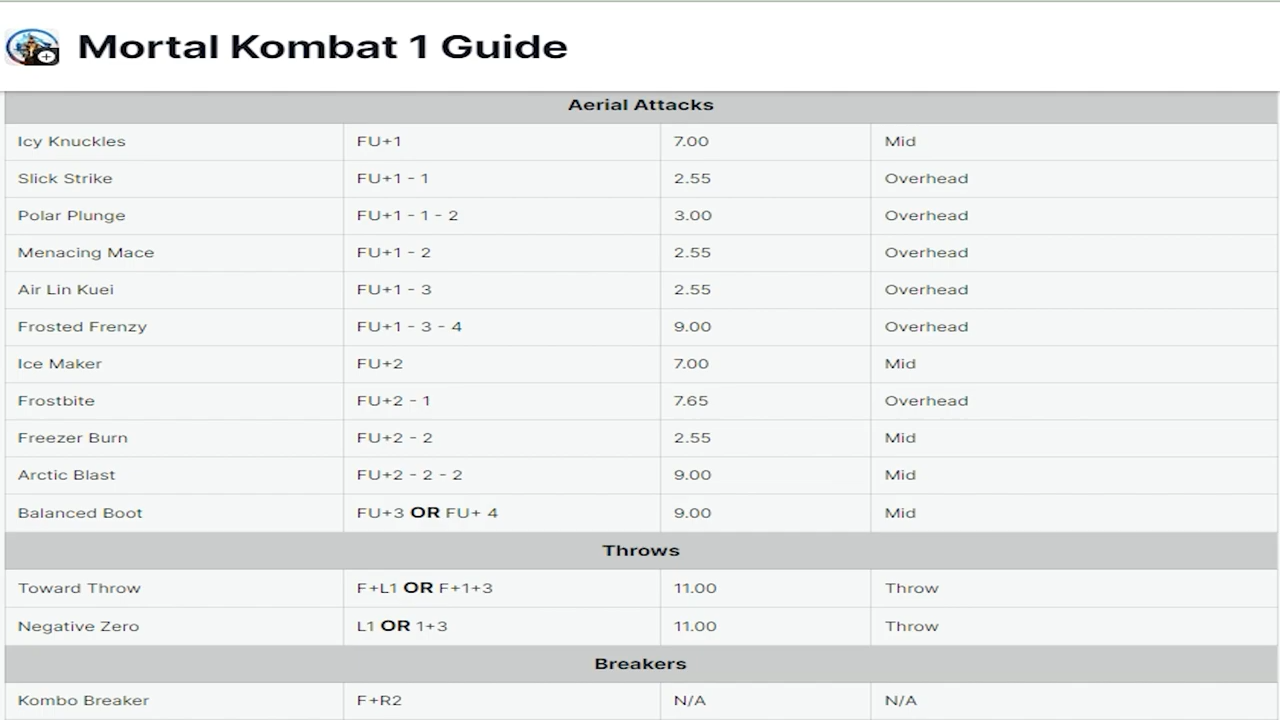 Mortal Kombat 1 Guide
Aerial Attacks
Icy Knuckles FU+1 7.00 Mid
Slick Strike FU+1 - 1 2.55 Overhead
Polar Plunge FU+1 - 1 - 2 3.00 Overhead
Menacing Mace FU+1 - 2 2.55 Overhead
Air Lin Kuei FU+1 - 3 2.55 Overhead
Frosted Frenzy FU+1 - 3 - 4 9.00 Overhead
Ice Maker FU+2 7.00 Mid
Frostbite FU+2 - 1 7.65 Overhead
Freezer Burn FU+2 - 2 2.55 Mid
Arctic Blast FU+2 - 2 - 2 9.00 Mid
Balanced Boot FU+3 OR FU+ 4 9.00 Mid
Throws
Toward Throw F+L1 OR F+1+3 11.00 Throw
Negative Zero L1 OR 1+3 11.00 Throw
Breakers
Kombo Breaker F+R2 N/A N/A